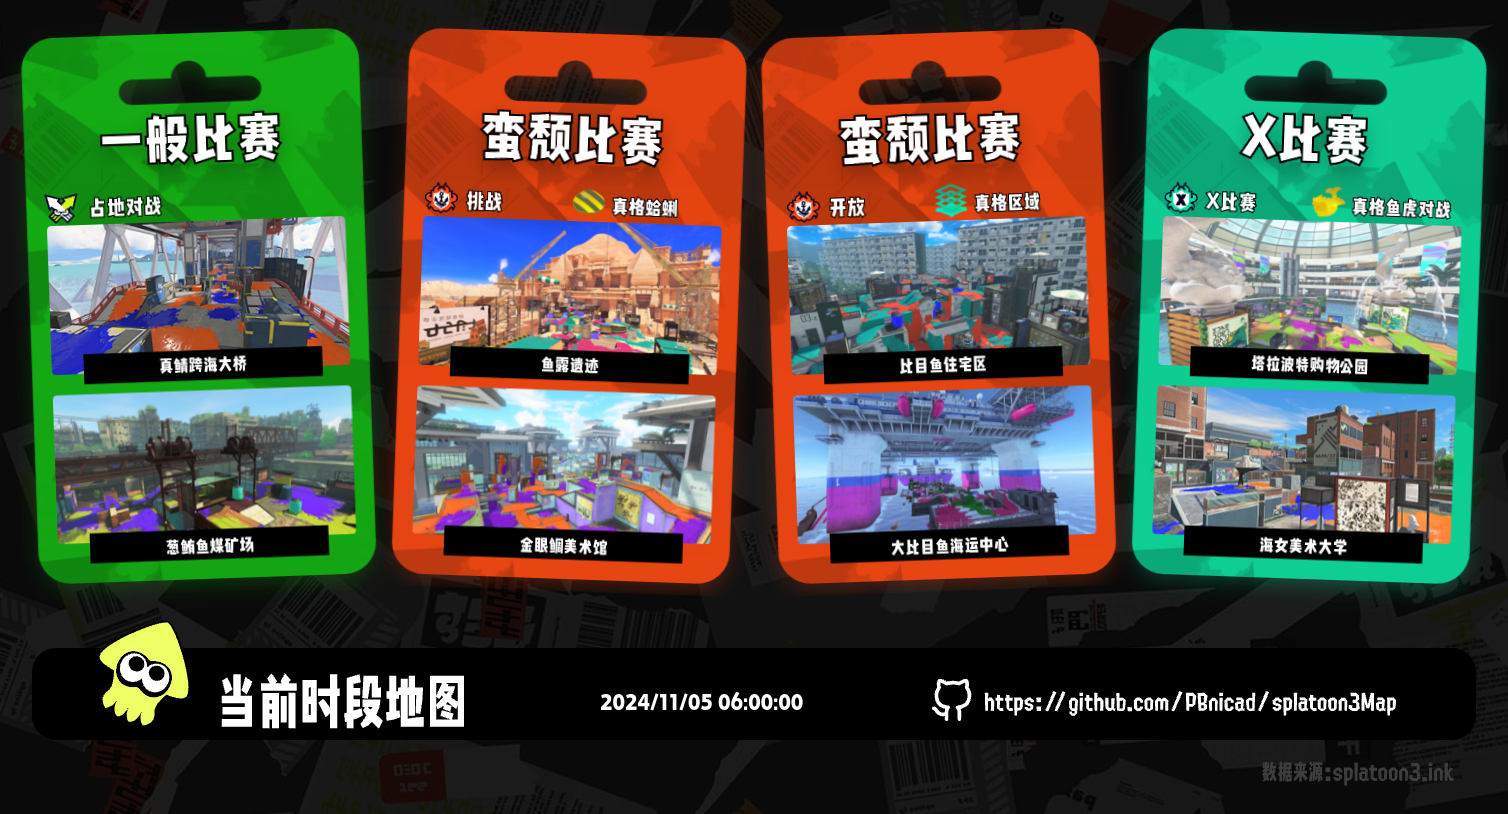 一般比赛
占地对战
真鲷跨海大桥
葱鲔鱼煤矿场
蛮颓比赛
挑战
真格蛤蜊
鱼露遗迹
金眼鲷美术馆
蛮颓比赛
开放
真格区域
比目鱼住宅区
大比目鱼海运中心
X比赛
X比赛
真格鱼虎对战
塔拉波特购物公园
海女美术大学
当前时段地图
2024/11/05 06:00:00
https://github.com/PBnicad/splatoon3Map
数据来源:splatoon3.ink